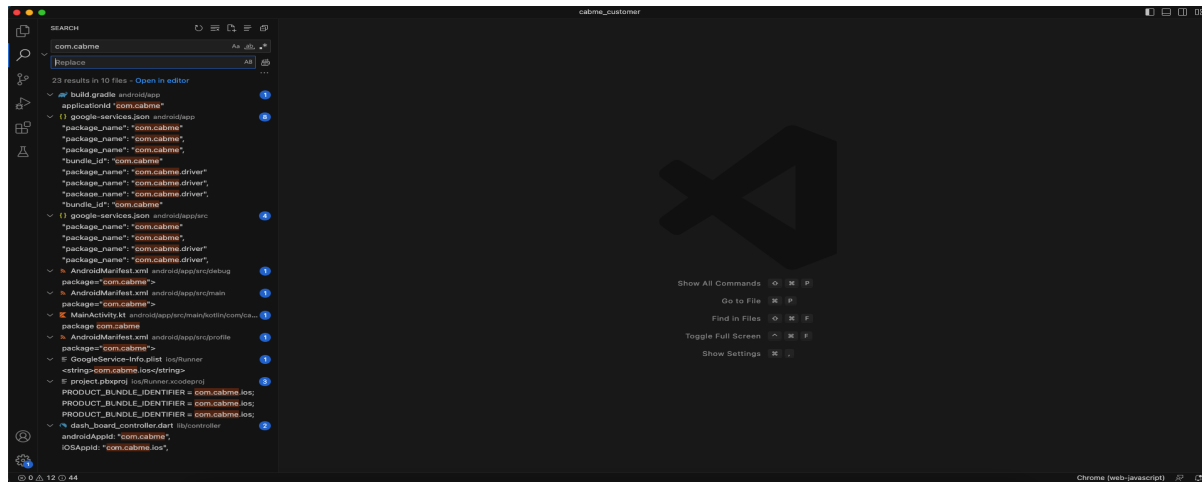 cabme_customer
SEARCH
com.cabme
Aa ab
Replace
AB
23 results in 10 files - Open in editor
build.gradle android/app 1
applicationId "com.cabme"
google-services.json android/app 8
"package_name": "com.cabme"
"package_name": "com.cabme",
"package_name": "com.cabme",
"bundle_id": "com.cabme"
"package_name": "com.cabme.driver"
"package_name": "com.cabme.driver",
"package_name": "com.cabme.driver",
"bundle_id": "com.cabme"
google-services.json android/app/src 4
"package_name": "com.cabme"
"package_name": "com.cabme",
"package_name": "com.cabme.driver"
"package_name": "com.cabme.driver",
AndroidManifest.xml android/app/src/debug 1
package="com.cabme">
AndroidManifest.xml android/app/src/main 1
package="com.cabme">
MainActivity.kt android/app/src/main/kotlin/com/ca... 1
package com.cabme
AndroidManifest.xml android/app/src/profile 1
package="com.cabme">
GoogleService-Info.plist ios/Runner 1
<string>com.cabme.ios</string>
project.pbxproj ios/Runner.xcodeproj 3
PRODUCT_BUNDLE_IDENTIFIER = com.cabme.ios;
PRODUCT_BUNDLE_IDENTIFIER = com.cabme.ios;
PRODUCT_BUNDLE_IDENTIFIER = com.cabme.ios;
dash_board_controller.dart lib/controller 2
androidAppId: "com.cabme",
iOSAppId: "com.cabme.ios",
Show All Commands ⇧ ⌘ P
Go to File ⌘ P
Find in Files ⇧ ⌘ F
Toggle Full Screen ^ ⌘ F
Show Settings ⌘ ,
1
0 12 44
Chrome (web-javascript)